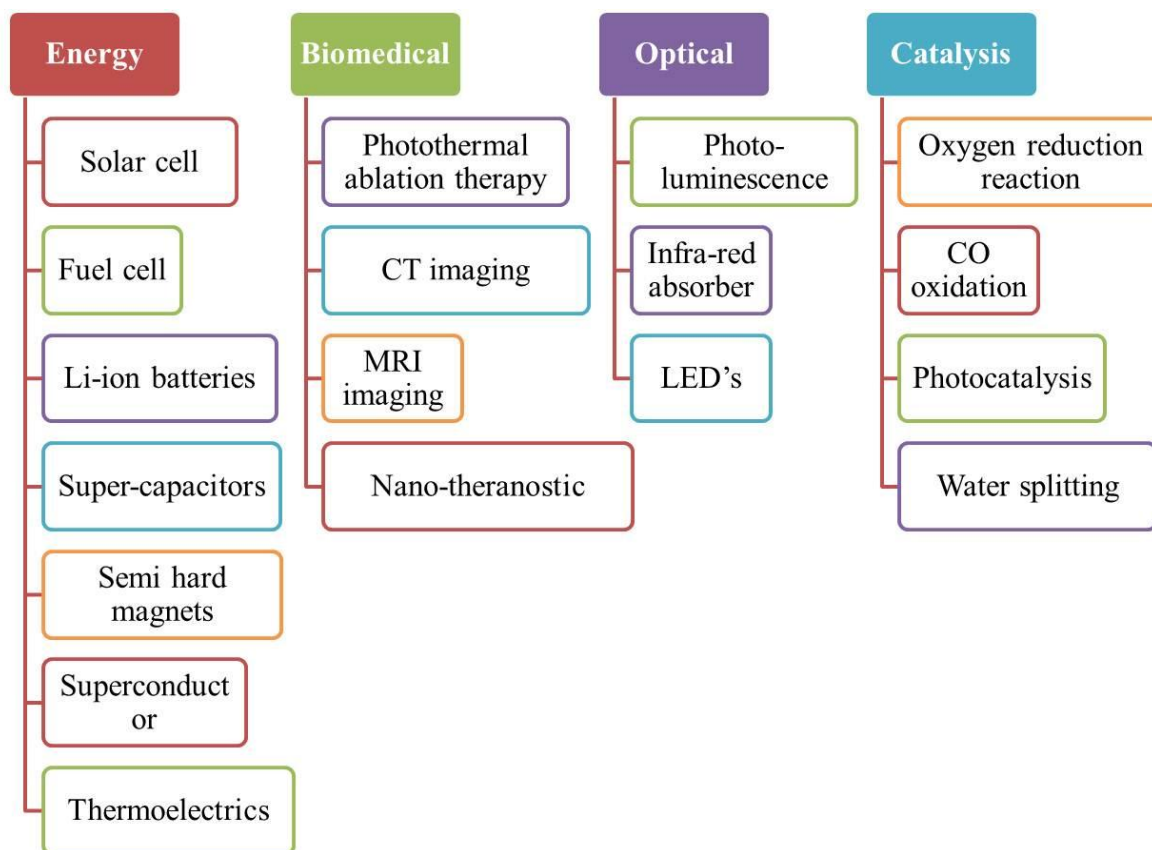 Energy
Solar cell
Fuel cell
Li-ion batteries
Super-capacitors
Semi hard
magnets
Superconduct
or
Thermoelectrics
Biomedical
Photothermal
ablation therapy
CT imaging
MRI
imaging
Nano-theranostic
Optical
Photo-
luminescence
Infra-red
absorber
LED’s
Catalysis
Oxygen reduction
reaction
CO
oxidation
Photocatalysis
Water splitting